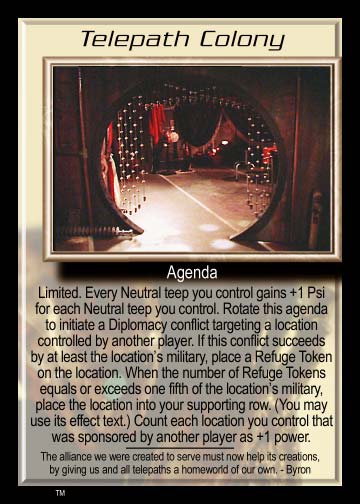 Telepath Colony
Agenda
Limited. Every Neutral teep you control gains +1 Psi
for each Neutral teep you control. Rotate this agenda
to initiate a Diplomacy conflict targeting a location
controlled by another player. If this conflict succeeds
by at least the location's military, place a Refuge Token
on the location. When the number of Refuge Tokens
equals or exceeds one fifth of the location's military,
place the location into your supporting row. (You may
use its effect text.) Count each location you control that
was sponsored by another player as +1 power.
The alliance we were created to serve must now help its creations,
by giving us and all telepaths a homeworld of our own. - Byron
TM